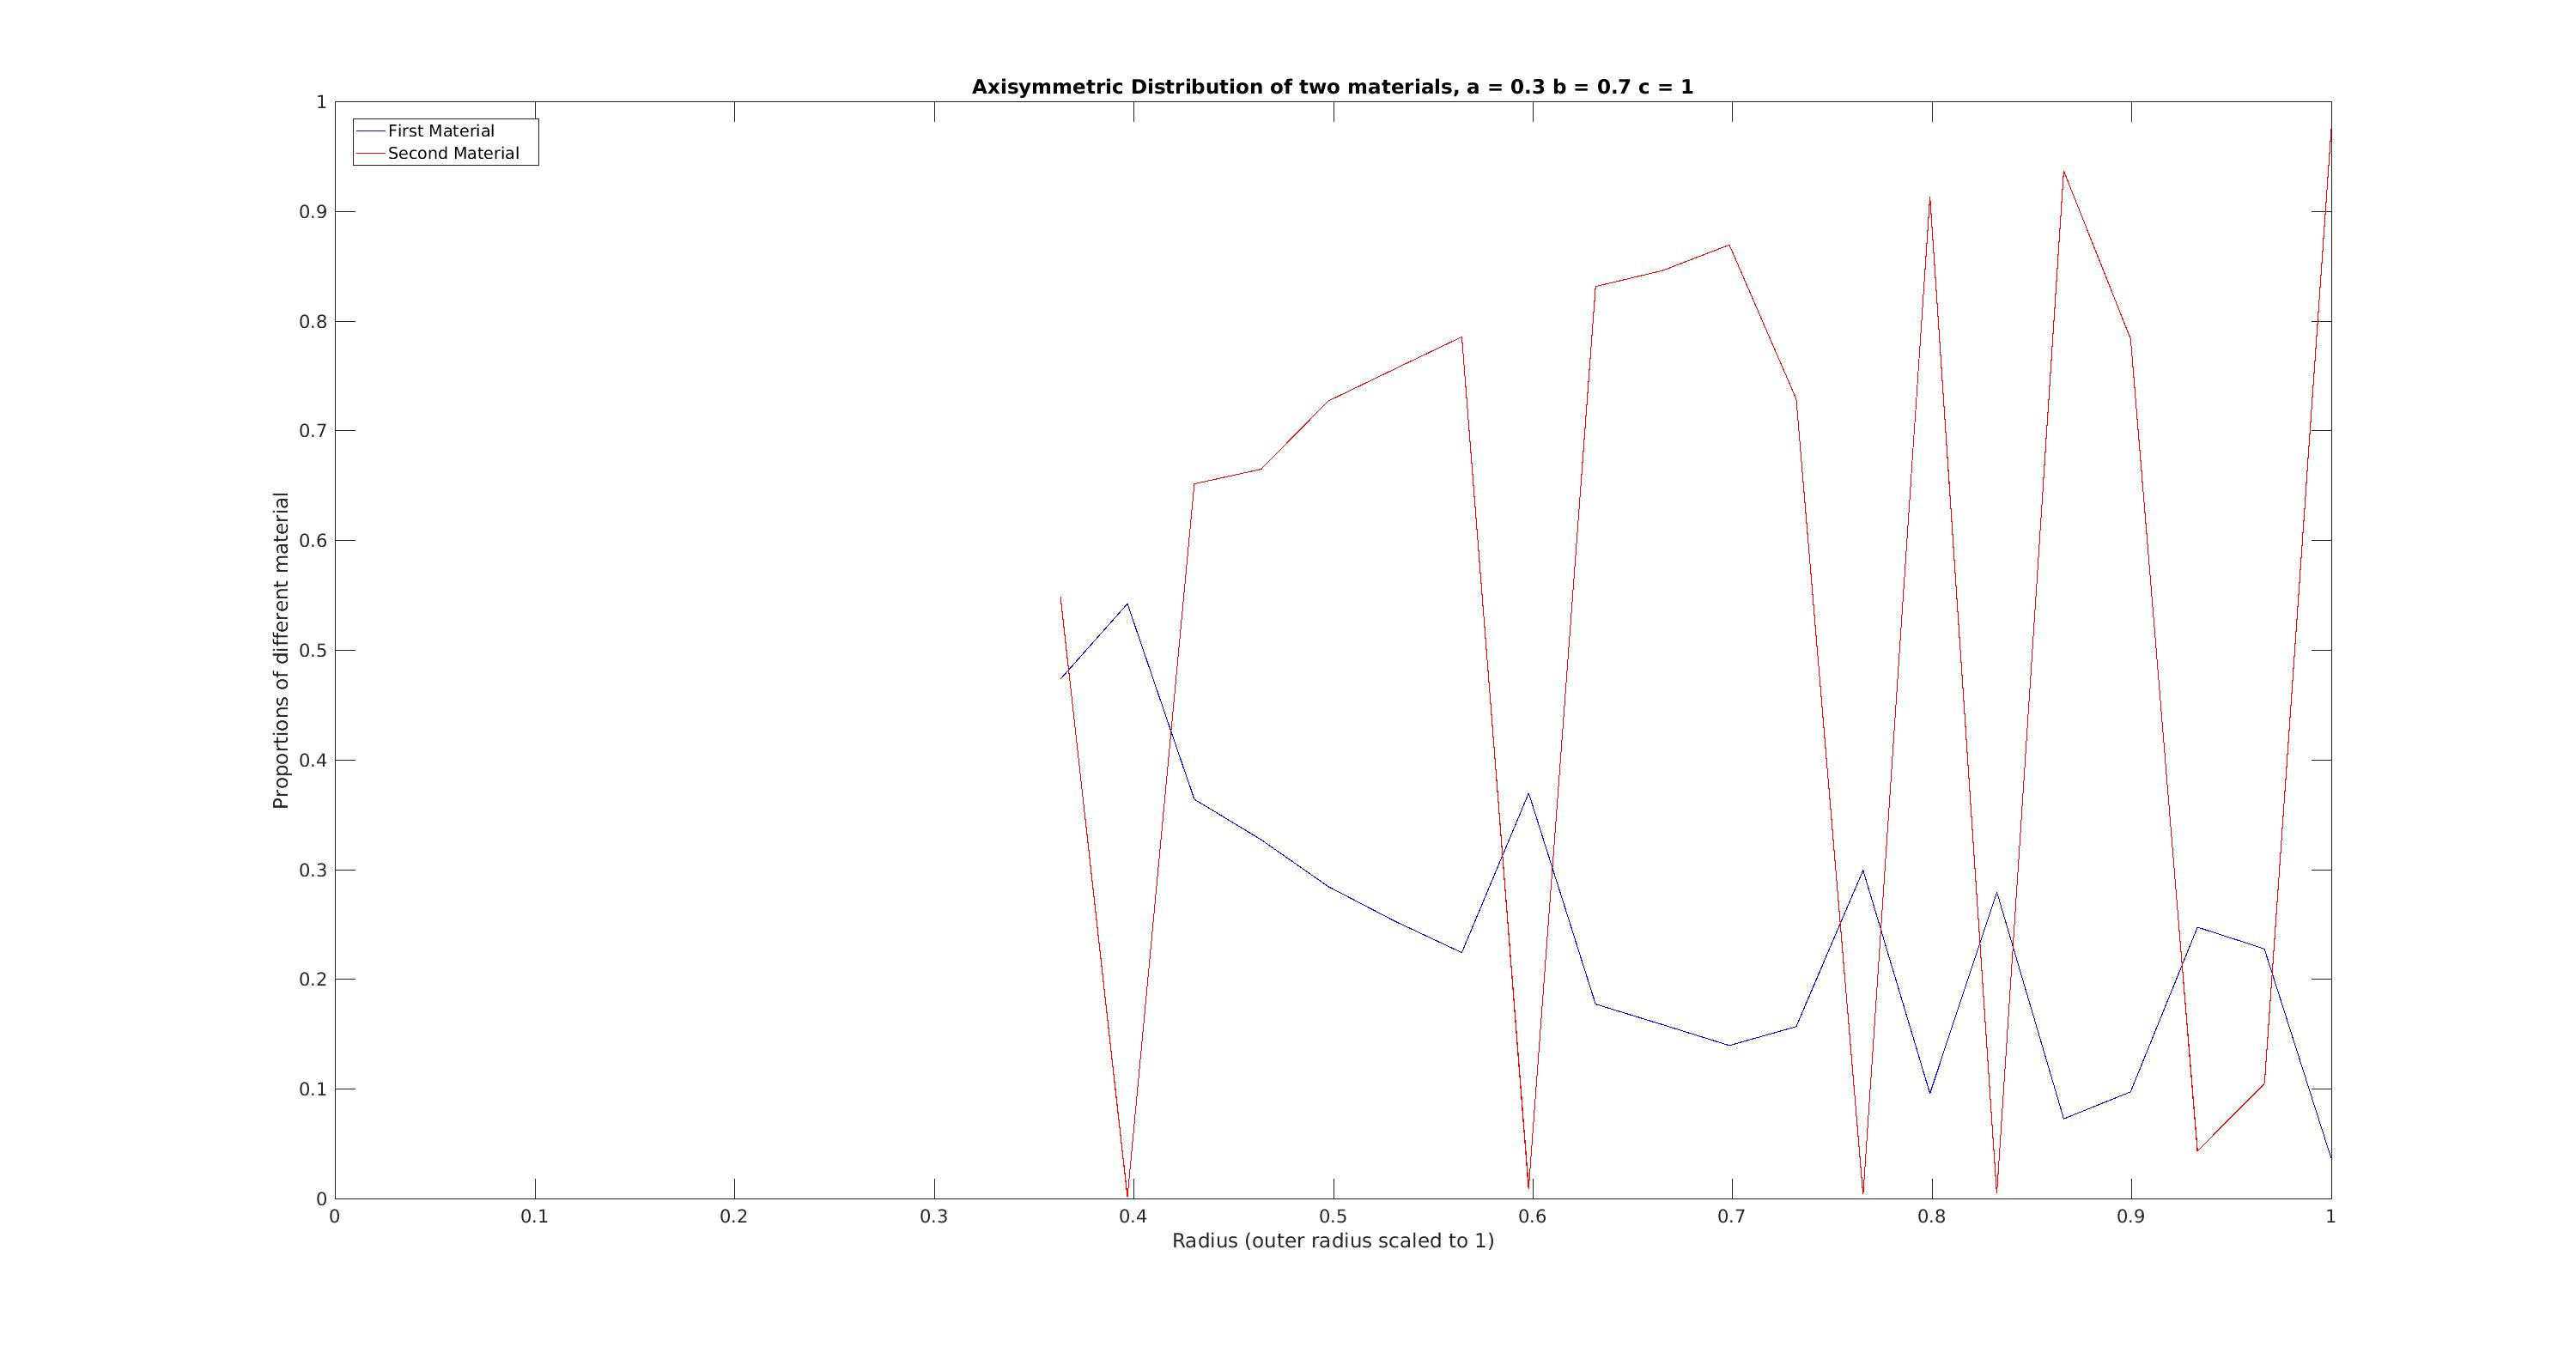 Axisymmetric Distribution of two materials, a = 0.3 b = 0.7 c = 1
First Material
Second Material
1
0.9
0.8
0.7
0.6
0.5
0.4
0.3
0.2
0.1
0
Proportions of different material
0 0.1 0.2 0.3 0.4 0.5 0.6 0.7 0.8 0.9 1
Radius (outer radius scaled to 1)